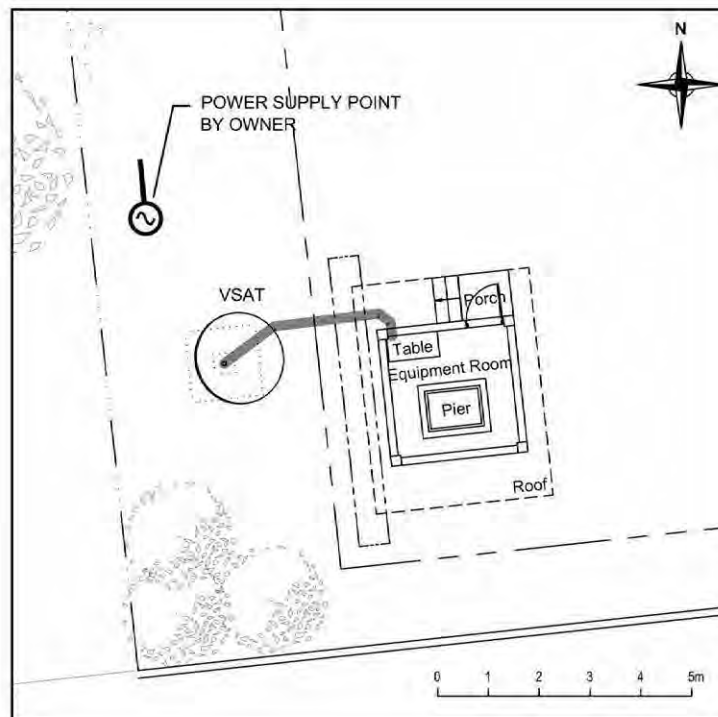 N
POWER SUPPLY POINT
BY OWNER
VSAT
Porch
Table
Equipment Room
Pier
Roof
0 1 2 3 4 5m